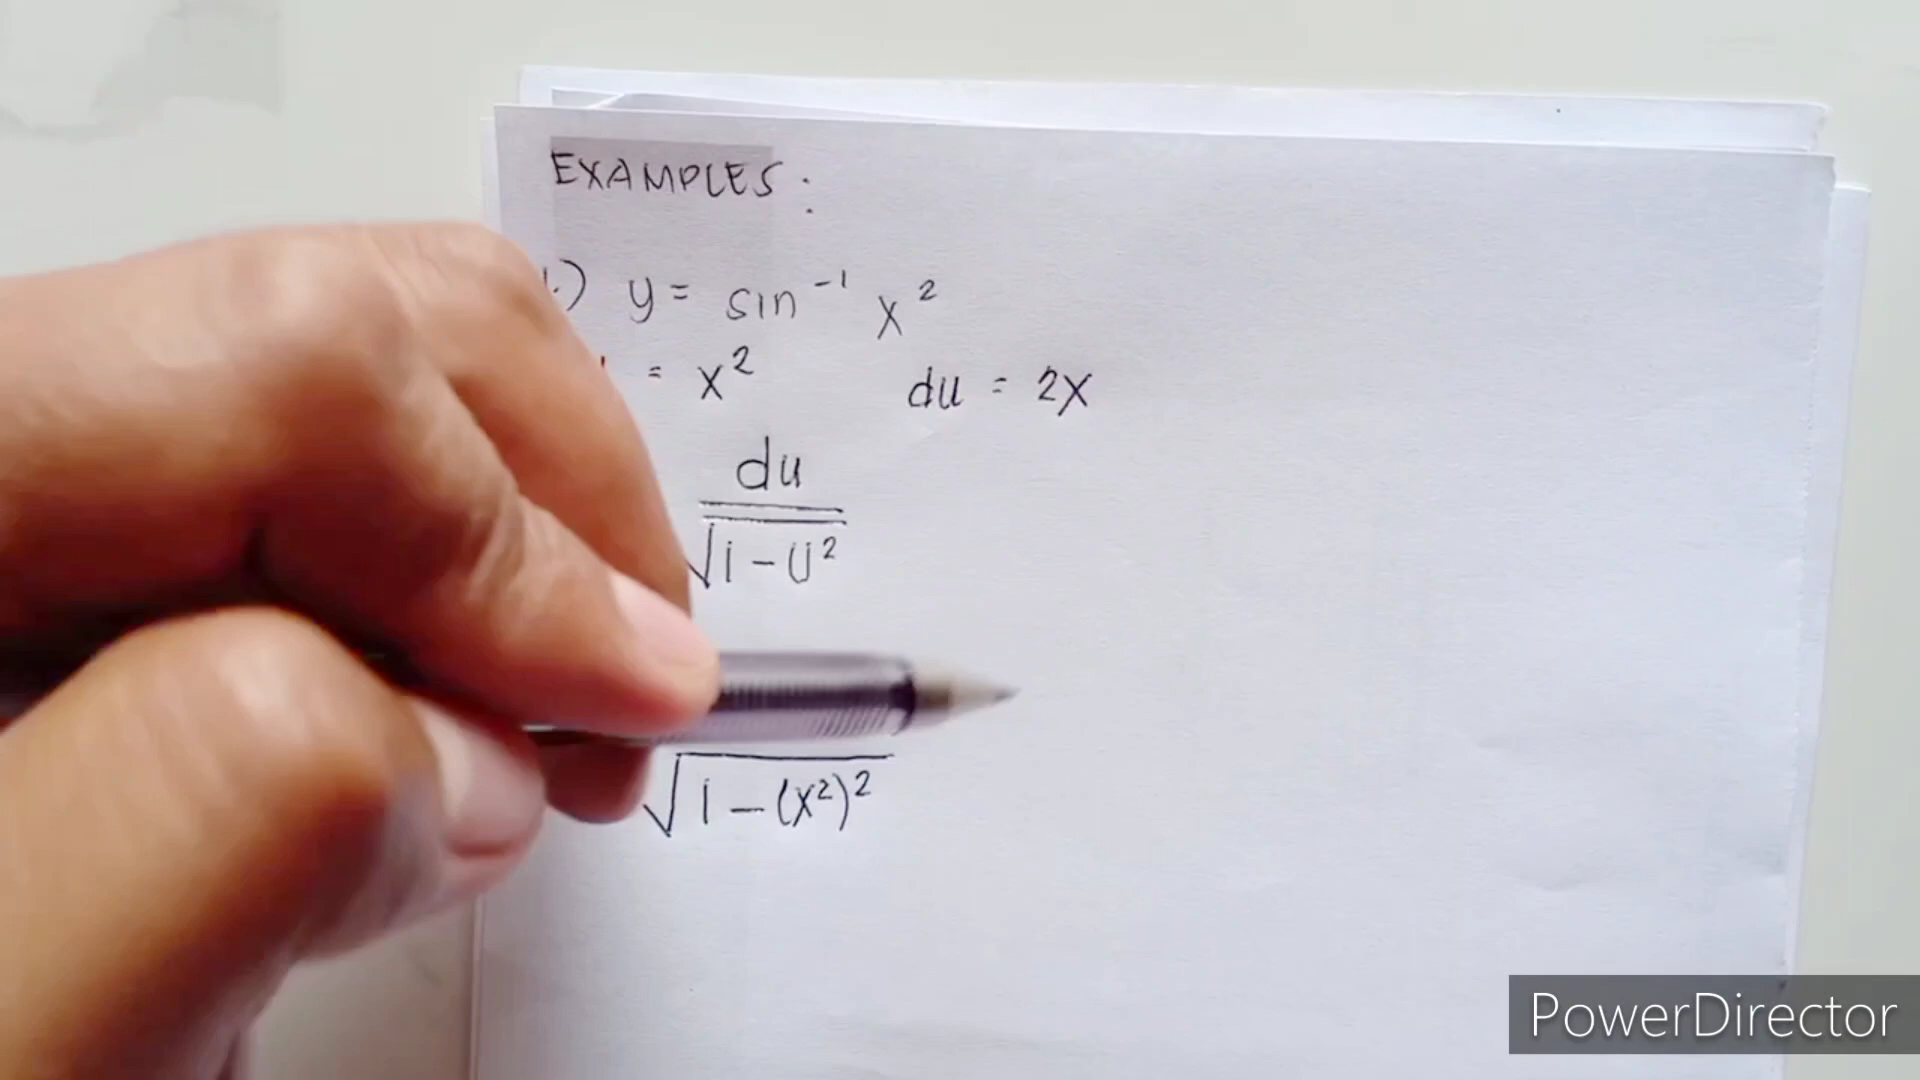 EXAMPLES :
.) y = sin⁻¹ x²
= x² du = 2x
du
√1-u²
√1-(x²)²
PowerDirector